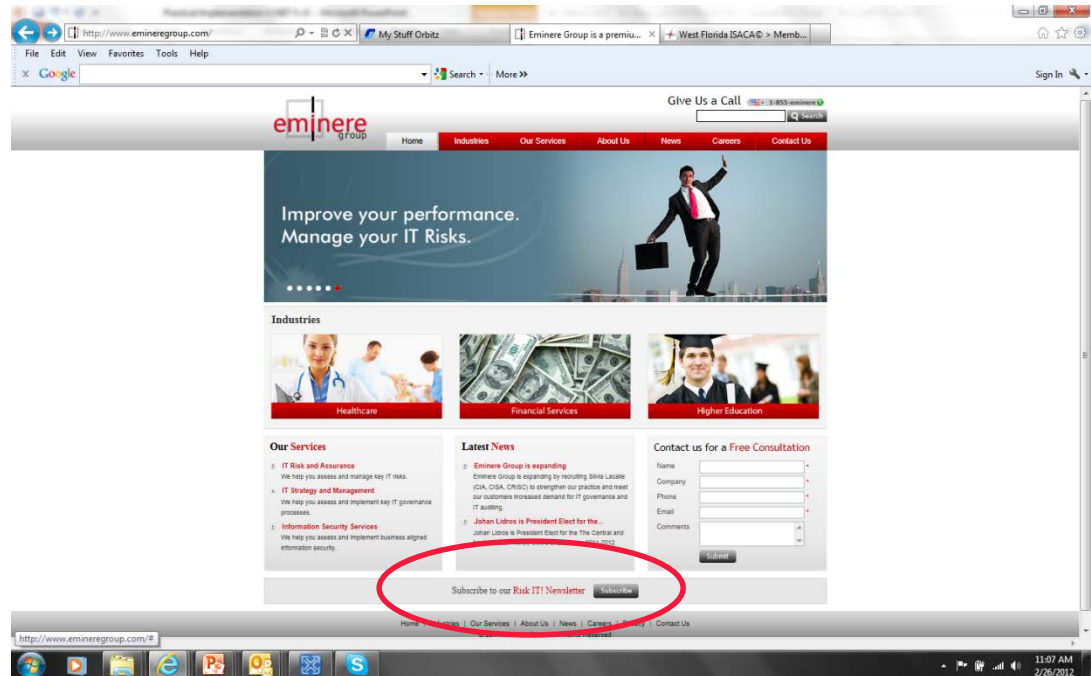 http://www.emineregroup.com/
My Stuff Orbitz
Eminere Group is a premiu...
West Florida ISACA© > Memb...
File Edit View Favorites Tools Help
x Google Search More >> Sign In
Give Us a Call 1-855-eminere
Search
eminere
group
Home Industries Our Services About Us News Careers Contact Us
Improve your performance.
Manage your IT Risks.
Industries
Healthcare
Financial Services
Higher Education
Our Services
IT Risk and Assurance
We help you assess and manage key IT risks.
IT Strategy and Management
We help you assess and implement key IT governance
processes.
Information Security Services
We help you assess and implement business aligned
information security.
Latest News
Eminere Group is expanding
Eminere Group is expanding by recruiting Silvia Lacalle
(CIA, CISA, CRISC) to strengthen our practice and meet
our customers increased demand for IT governance and
IT auditing.
Johan Lidros is President Elect for the...
Johan Lidros is President Elect for the The Central and
Contact us for a Free Consultation
Name *
Company *
Phone *
Email *
Comments
Submit
Subscribe to our Risk IT! Newsletter Subscribe
Home | Industries | Our Services | About Us | News | Careers | | Contact Us
http://www.emineregroup.com/#
11:07 AM
2/26/2012